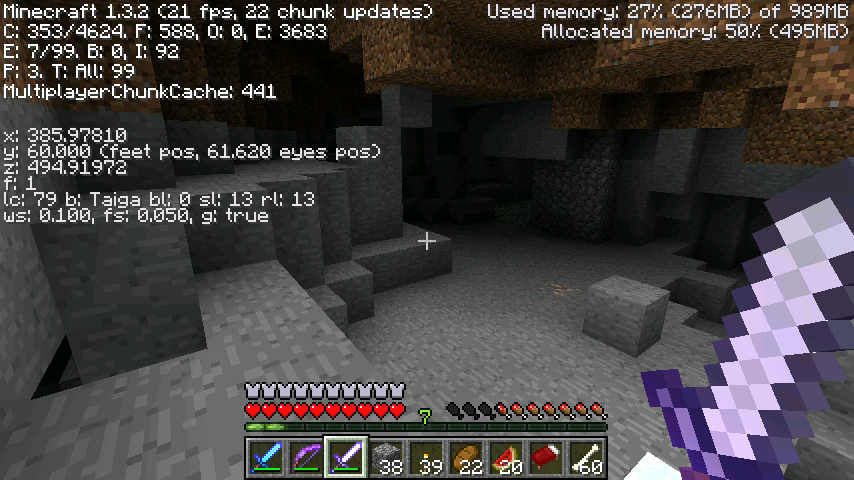 Minecraft 1.3.2 (21 fps, 22 chunk updates)
Used memory: 27% (276MB) of 989MB
C: 353/4624. F: 588, O: 0, E: 3683
Allocated memory: 50% (495MB)
E: 7/99. B: 0, I: 92
P: 3. T: All: 99
MultiplayerChunkCache: 441
x: 385.97810
y: 60.000 (feet pos, 61.620 eyes pos)
z: 494.91972
f: 1
lc: 79 b: Taiga bl: 0 sl: 13 rl: 13
ws: 0.100, fs: 0.050, g: true
7
38 39 22 20 60